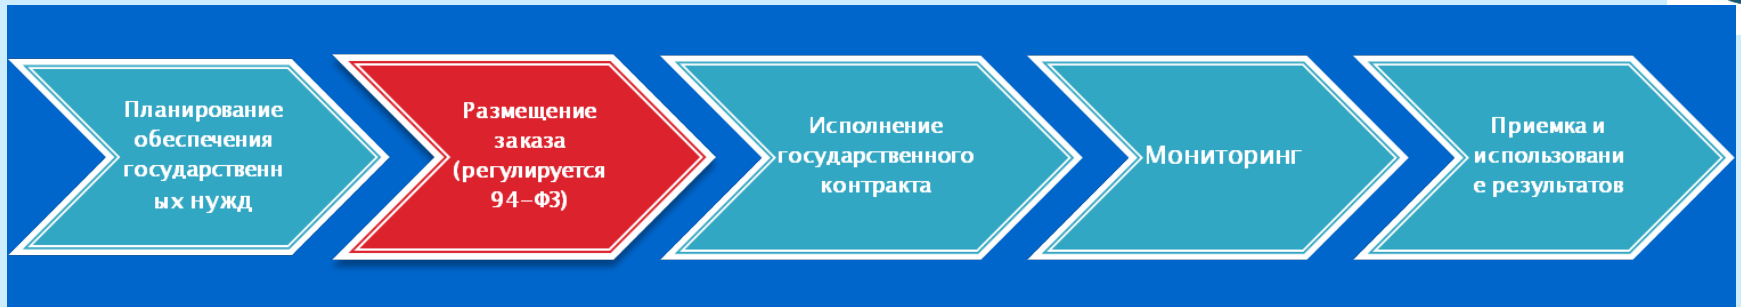 Планирование
обеспечения
государственн
ых нужд
Размещение
заказа
(регулируется
94-ФЗ)
Исполнение
государственного
контракта
Мониторинг
Приемка и
использовани
е результатов